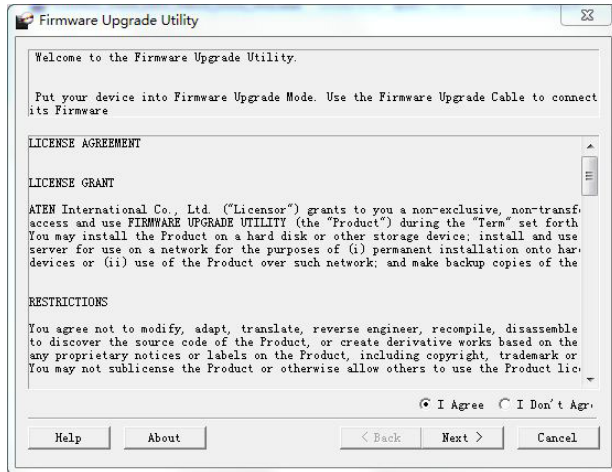 Firmware Upgrade Utility
Welcome to the Firmware Upgrade Utility.
Put your device into Firmware Upgrade Mode. Use the Firmware Upgrade Cable to connect
its Firmware
LICENSE AGREEMENT
LICENSE GRANT
ATEN International Co., Ltd. ("Licensor") grants to you a non-exclusive, non-transf
access and use FIRMWARE UPGRADE UTILITY (the "Product") during the "Term" set forth
You may install the Product on a hard disk or other storage device; install and use
server for use on a network for the purposes of (i) permanent installation onto har
devices or (ii) use of the Product over such network; and make backup copies of the
RESTRICTIONS
You agree not to modify, adapt, translate, reverse engineer, recompile, disassemble
to discover the source code of the Product, or create derivative works based on the
any proprietary notices or labels on the Product, including copyright, trademark or
You may not sublicense the Product or otherwise allow others to use the Product lic
I Agree I Don't Agr
Help About < Back Next > Cancel